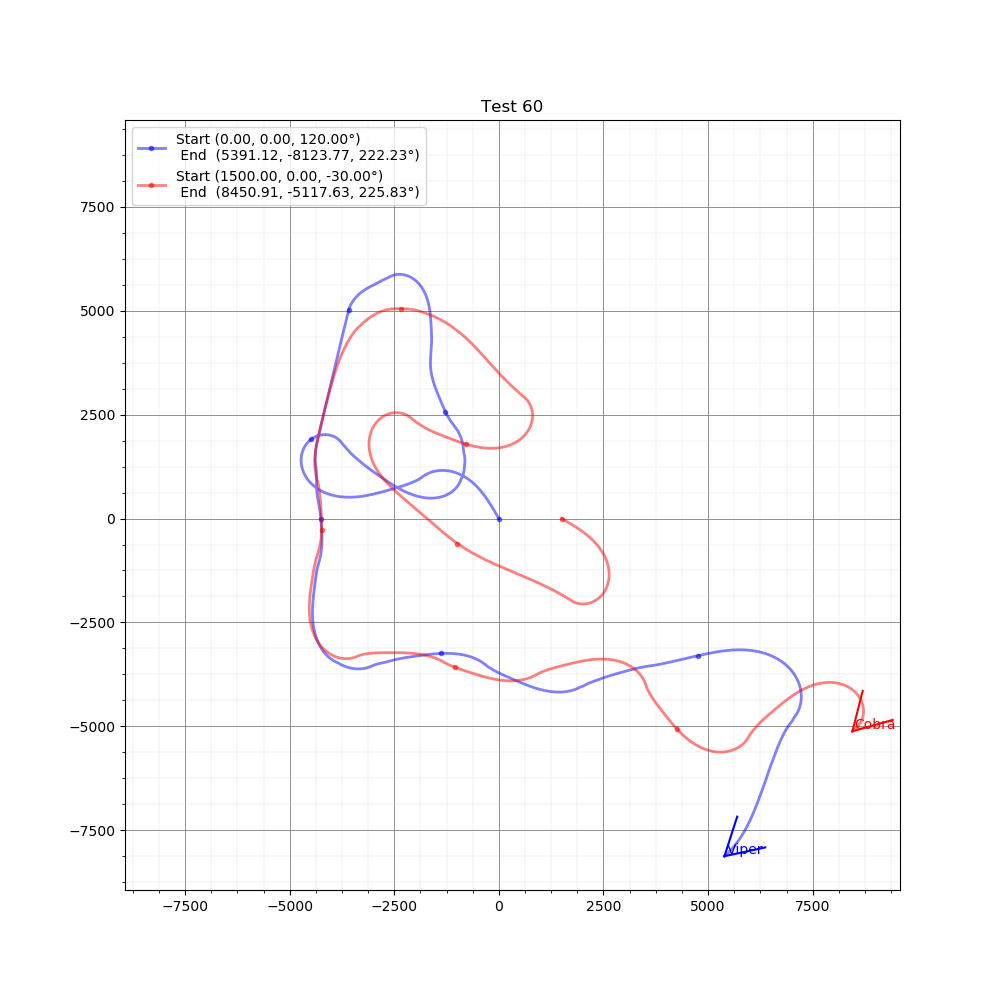 Test 60
Start (0.00, 0.00, 120.00°)
End  (5391.12, -8123.77, 222.23°)
Start (1500.00, 0.00, -30.00°)
End  (8450.91, -5117.63, 225.83°)
7500
5000
2500
0
−2500
−5000
−7500
Cobra
Viper
−7500 −5000 −2500 0 2500 5000 7500